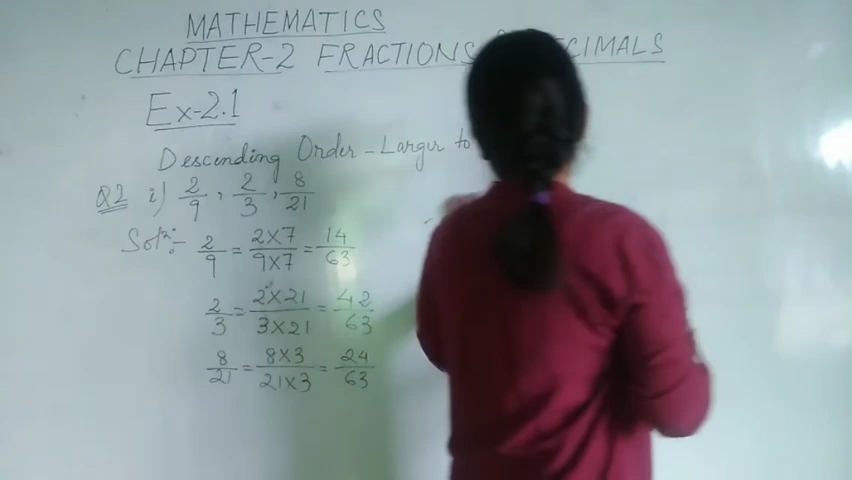 MATHEMATICS
CHAPTER-2 FRACTIONS & DECIMALS
Ex-2.1
Descending Order - Larger to
Q2 i) 2/9, 2/3, 8/21
Soln:- 2/9 = 2×7/9×7 = 14/63
2/3 = 2×21/3×21 = 42/63
8/21 = 8×3/21×3 = 24/63